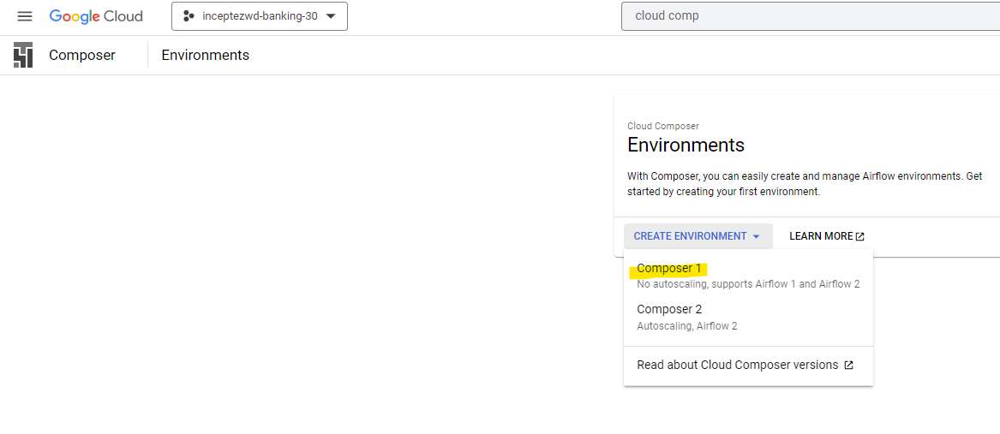 Google Cloud
inceptezwd-banking-30
cloud comp
Composer
Environments
Cloud Composer
Environments
With Composer, you can easily create and manage Airflow environments. Get
started by creating your first environment.
CREATE ENVIRONMENT
LEARN MORE
Composer 1
No autoscaling, supports Airflow 1 and Airflow 2
Composer 2
Autoscaling, Airflow 2
Read about Cloud Composer versions